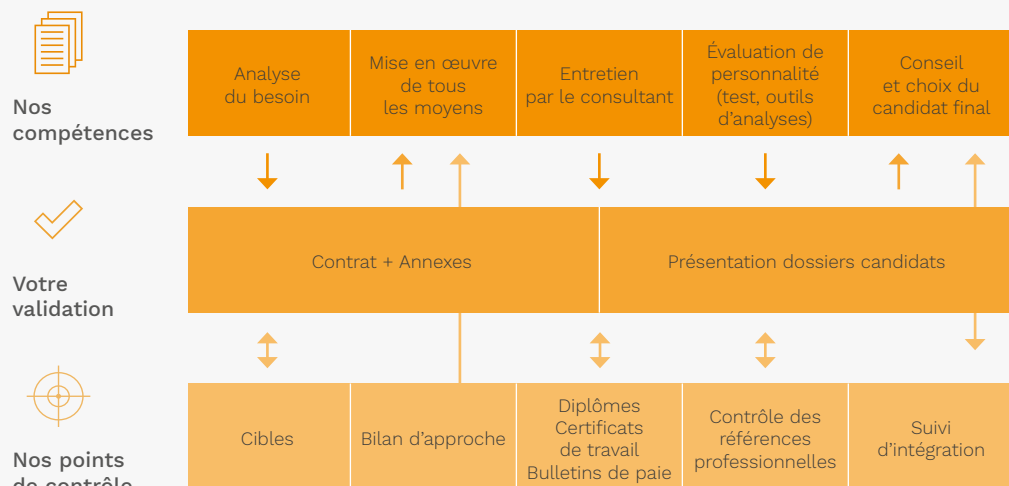 Nos
compétences
Analyse
du besoin
Mise en œuvre
de tous
les moyens
Entretien
par le consultant
Évaluation de
personnalité
(test, outils
d'analyses)
Conseil
et choix du
candidat final
Votre
validation
Contrat + Annexes
Présentation dossiers candidats
Nos points
de contrôle
Cibles
Bilan d'approche
Diplômes
Certificats
de travail
Bulletins de paie
Contrôle des
références
professionnelles
Suivi
d'intégration